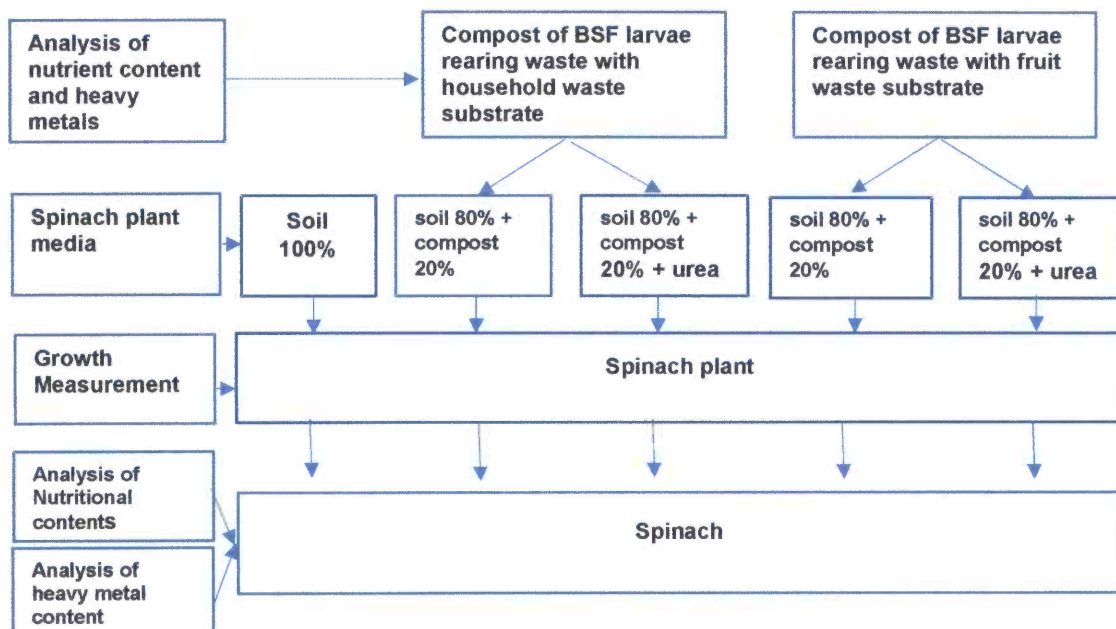 Analysis of
nutrient content
and heavy
metals
Compost of BSF larvae
rearing waste with
household waste
substrate
Compost of BSF larvae
rearing waste with fruit
waste substrate
Spinach plant
media
Soil
100%
soil 80% +
compost
20%
soil 80% +
compost
20% + urea
soil 80% +
compost
20%
soil 80% +
compost
20% + urea
Growth
Measurement
Spinach plant
Analysis of
Nutritional
contents
Spinach
Analysis of
heavy metal
content